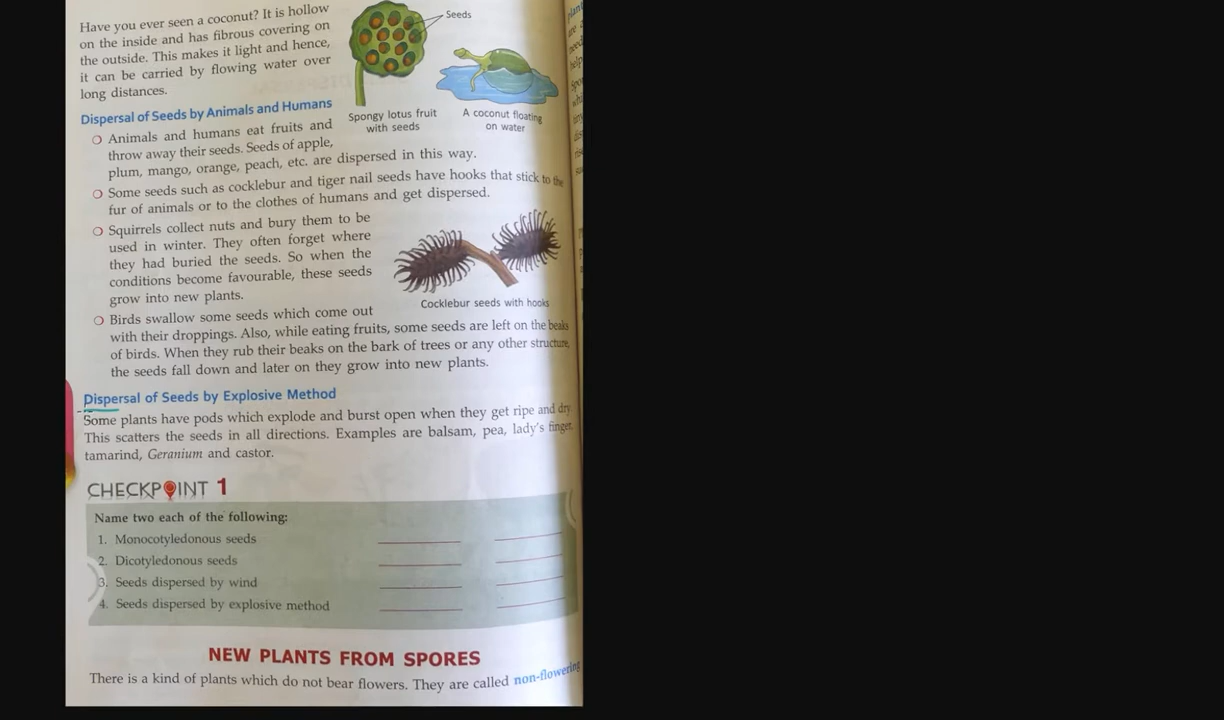 Have you ever seen a coconut? It is hollow
on the inside and has fibrous covering on
the outside. This makes it light and hence,
it can be carried by flowing water over
long distances.
Seeds
Spongy lotus fruit
with seeds
A coconut floating
on water
Dispersal of Seeds by Animals and Humans
Animals and humans eat fruits and
throw away their seeds. Seeds of apple,
plum, mango, orange, peach, etc. are dispersed in this way.
Some seeds such as cocklebur and tiger nail seeds have hooks that stick to the
fur of animals or to the clothes of humans and get dispersed.
Squirrels collect nuts and bury them to be
used in winter. They often forget where
they had buried the seeds. So when the
conditions become favourable, these seeds
grow into new plants.
Cocklebur seeds with hooks
Birds swallow some seeds which come out
with their droppings. Also, while eating fruits, some seeds are left on the beaks
of birds. When they rub their beaks on the bark of trees or any other structure,
the seeds fall down and later on they grow into new plants.
Dispersal of Seeds by Explosive Method
Some plants have pods which explode and burst open when they get ripe and dry
This scatters the seeds in all directions. Examples are balsam, pea, lady's finger,
tamarind, Geranium and castor.
CHECKPOINT 1
Name two each of the following:
1. Monocotyledonous seeds
2. Dicotyledonous seeds
3. Seeds dispersed by wind
4. Seeds dispersed by explosive method
NEW PLANTS FROM SPORES
There is a kind of plants which do not bear flowers. They are called non-flowering